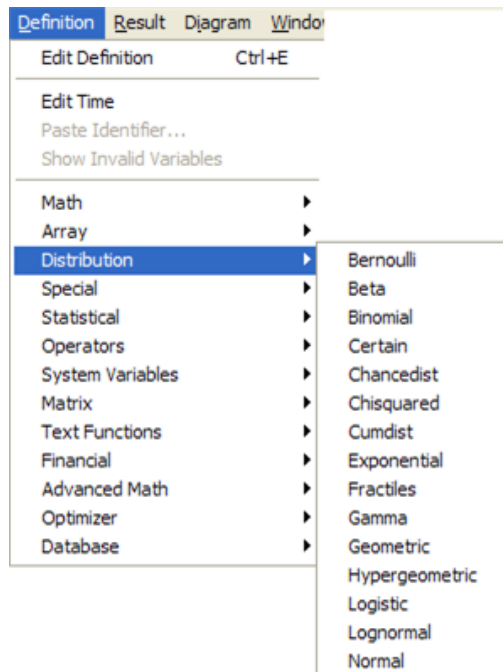 Definition Result Diagram Windo
Edit Definition Ctrl+E
Edit Time
Paste Identifier...
Show Invalid Variables
Math
Array
Distribution
Special
Statistical
Operators
System Variables
Matrix
Text Functions
Financial
Advanced Math
Optimizer
Database
Bernoulli
Beta
Binomial
Certain
Chancedist
Chisquared
Cumdist
Exponential
Fractiles
Gamma
Geometric
Hypergeometric
Logistic
Lognormal
Normal